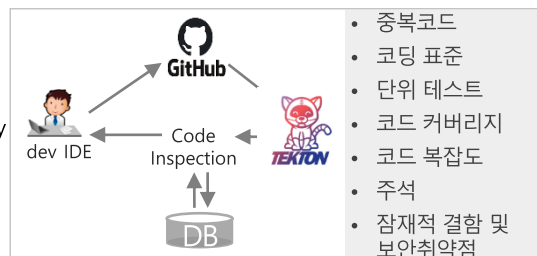 GitHub
y
dev IDE
Code
Inspection
TEKTON
DB
• 중복코드
• 코딩 표준
• 단위 테스트
• 코드 커버리지
• 코드 복잡도
• 주석
• 잠재적 결함 및
보안취약점